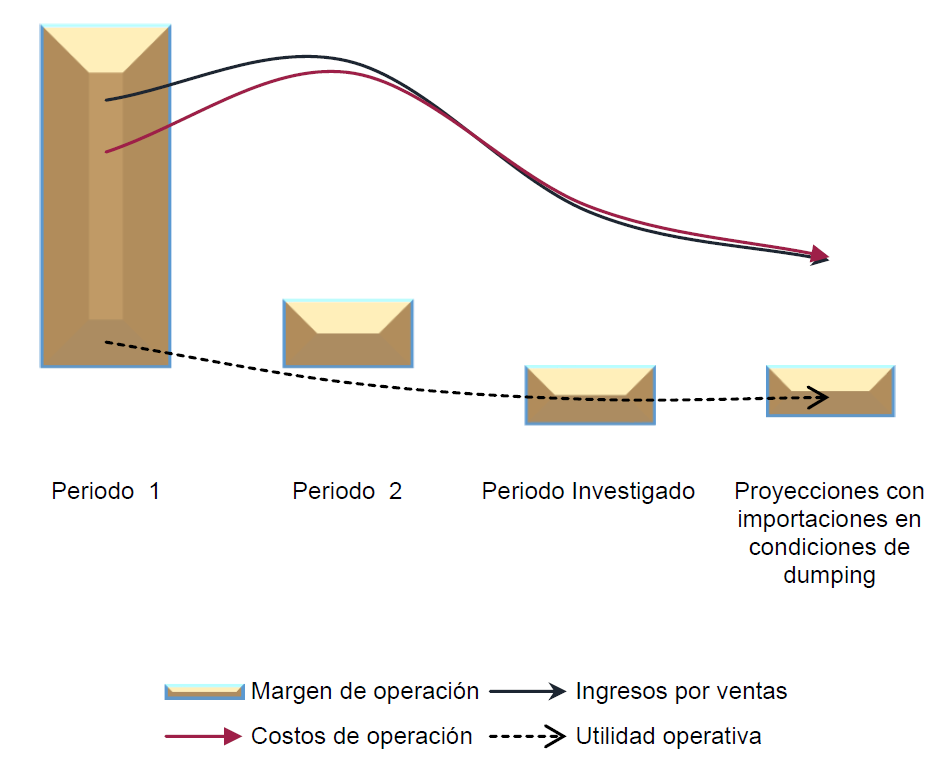 Periodo 1
Periodo 2
Periodo Investigado
Proyecciones con
importaciones en
condiciones de
dumping
Margen de operación
Ingresos por ventas
Costos de operación
Utilidad operativa